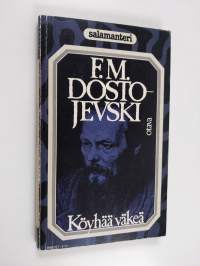 salamanteri
F. M.
DOSTO-
JEVSKI
otava
Köyhää väkeä